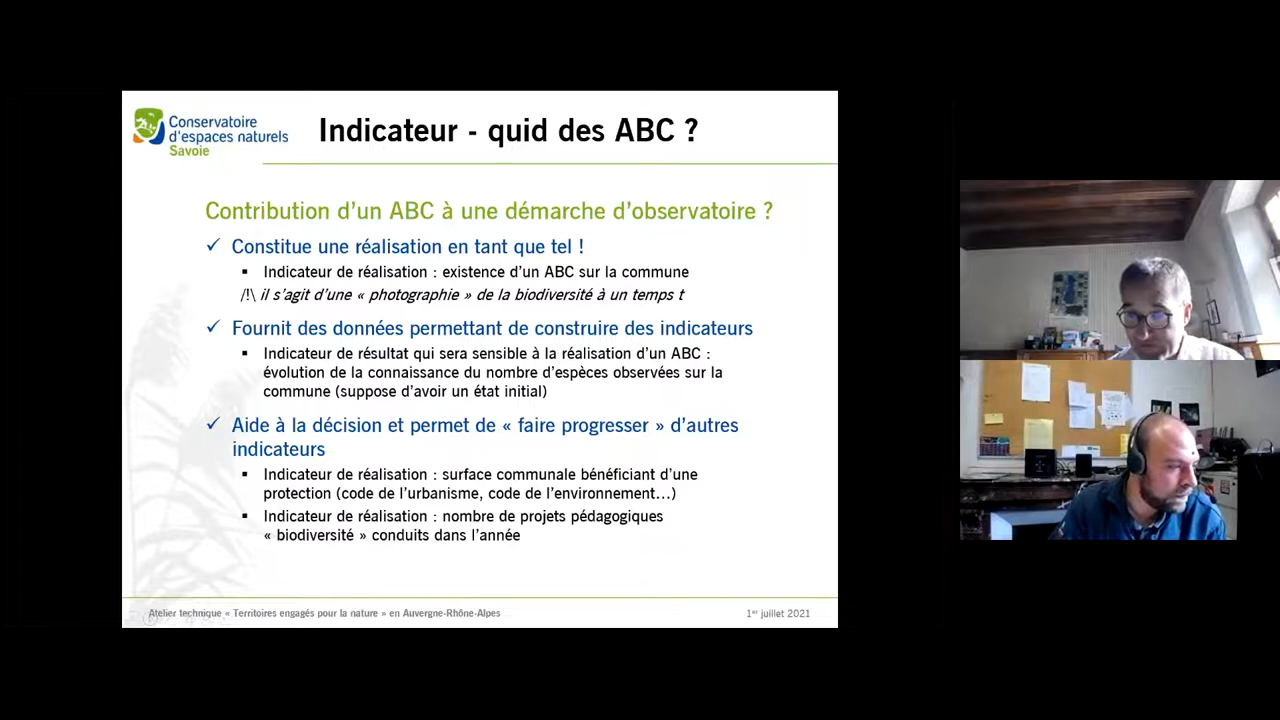 Conservatoire
d'espaces naturels
Savoie
Indicateur - quid des ABC ?
Contribution d'un ABC à une démarche d'observatoire ?
✓ Constitue une réalisation en tant que tel !
▪ Indicateur de réalisation : existence d'un ABC sur la commune
/!\ il s'agit d'une « photographie » de la biodiversité à un temps t
✓ Fournit des données permettant de construire des indicateurs
▪ Indicateur de résultat qui sera sensible à la réalisation d'un ABC :
évolution de la connaissance du nombre d'espèces observées sur la
commune (suppose d'avoir un état initial)
✓ Aide à la décision et permet de « faire progresser » d'autres
indicateurs
▪ Indicateur de réalisation : surface communale bénéficiant d'une
protection (code de l'urbanisme, code de l'environnement…)
▪ Indicateur de réalisation : nombre de projets pédagogiques
« biodiversité » conduits dans l'année
Atelier technique « Territoires engagés pour la nature » en Auvergne-Rhône-Alpes
1er juillet 2021